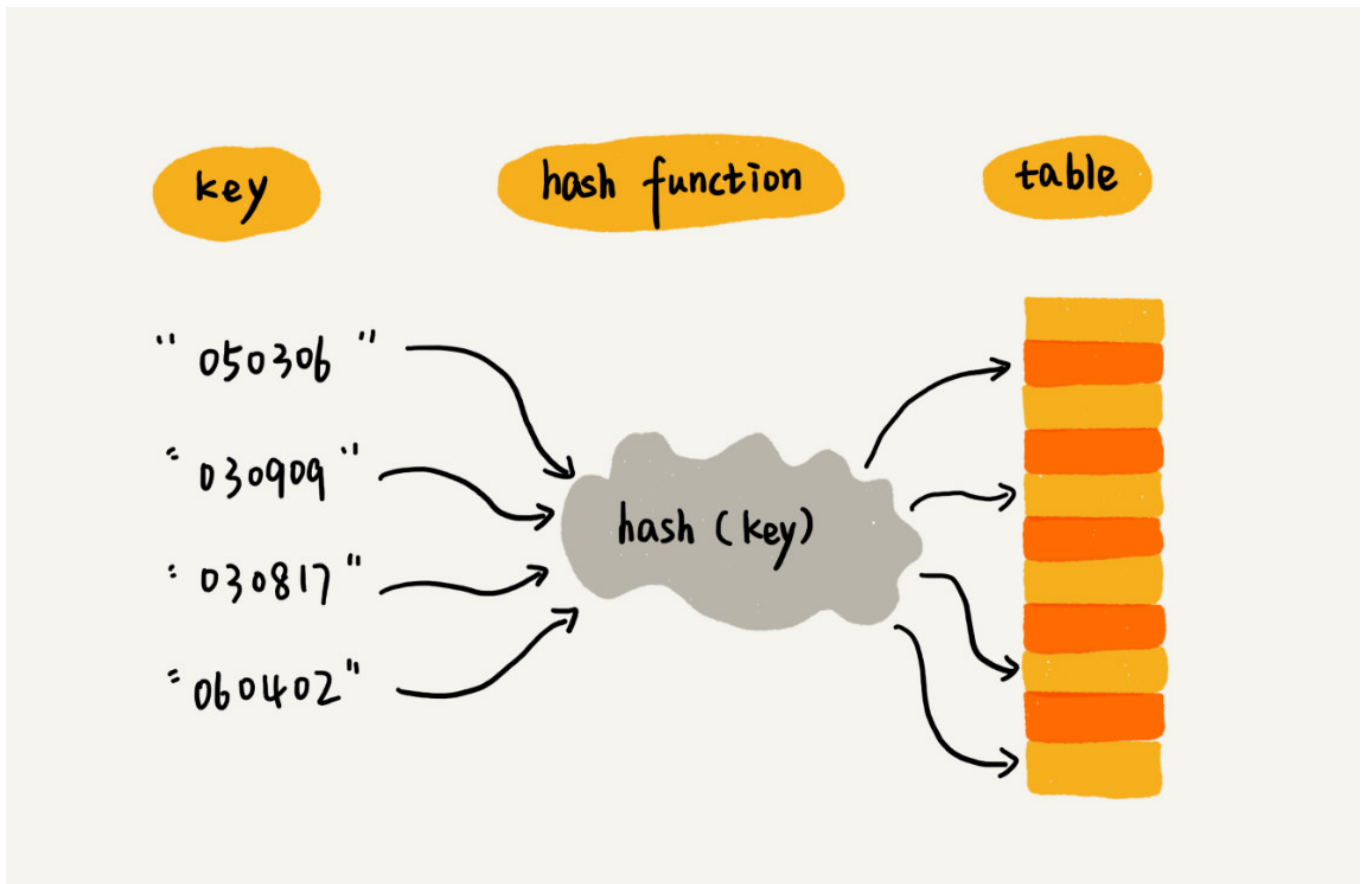 key
hash function
table
" 050306 "
" 030909 "
" 030817 "
" 060402 "
hash (key)